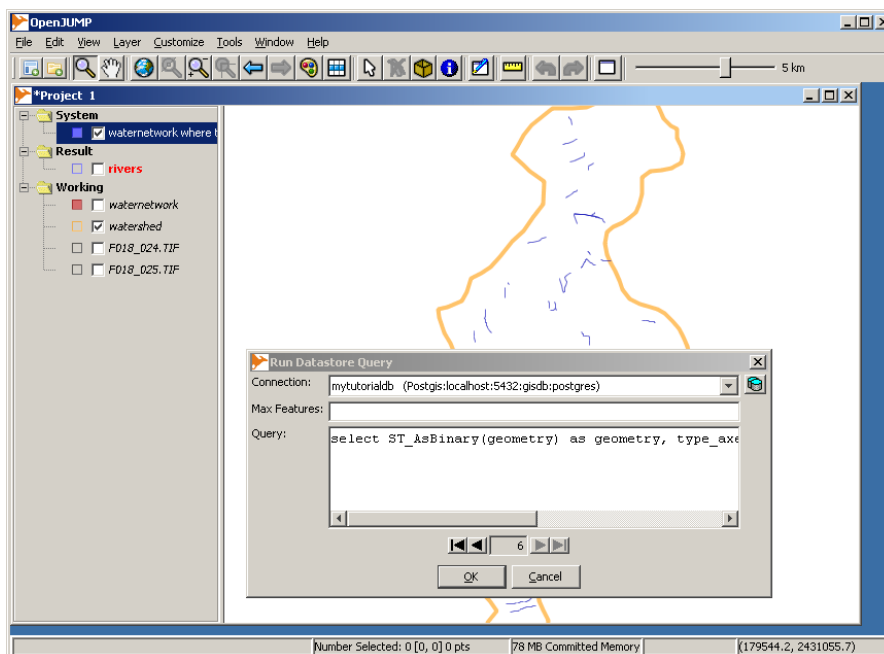 OpenJUMP
File Edit View Layer Customize Tools Window Help
5 km
*Project 1
System
waternetwork where t
Result
rivers
Working
waternetwork
watershed
F018_024.TIF
F018_025.TIF
Run Datastore Query
Connection: mytutorialdb (Postgis:localhost:5432:gisdb:postgres)
Max Features:
Query: select ST_AsBinary(geometry) as geometry, type_axe
6
OK Cancel
Number Selected: 0 [0, 0] 0 pts 78 MB Committed Memory (179544.2, 2431055.7)